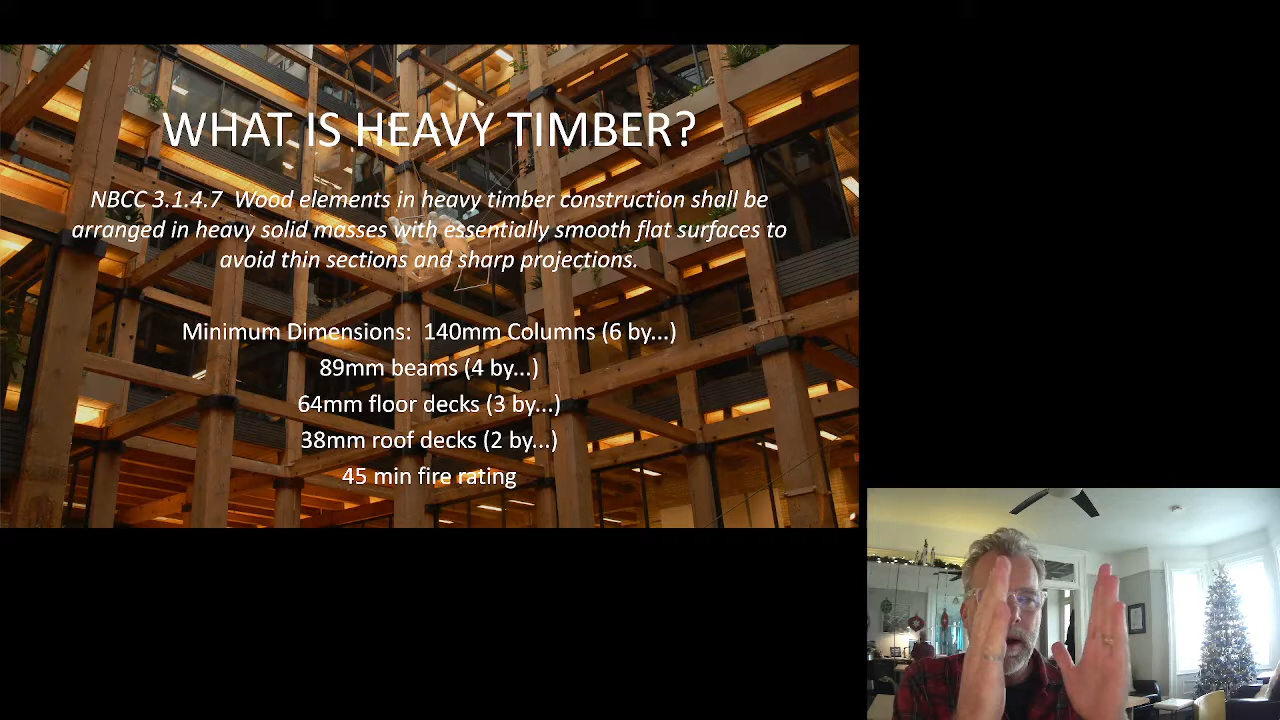 WHAT IS HEAVY TIMBER?
NBCC 3.1.4.7 Wood elements in heavy timber construction shall be
arranged in heavy solid masses with essentially smooth flat surfaces to
avoid thin sections and sharp projections.
Minimum Dimensions: 140mm Columns (6 by...)
89mm beams (4 by...)
64mm floor decks (3 by...)
38mm roof decks (2 by...)
45 min fire rating